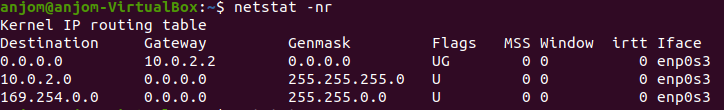 anjom@anjom-VirtualBox:~$ netstat -nr
Kernel IP routing table
Destination     Gateway         Genmask         Flags   MSS Window  irtt Iface
0.0.0.0         10.0.2.2        0.0.0.0         UG        0 0          0 enp0s3
10.0.2.0        0.0.0.0         255.255.255.0   U         0 0          0 enp0s3
169.254.0.0     0.0.0.0         255.255.0.0     U         0 0          0 enp0s3